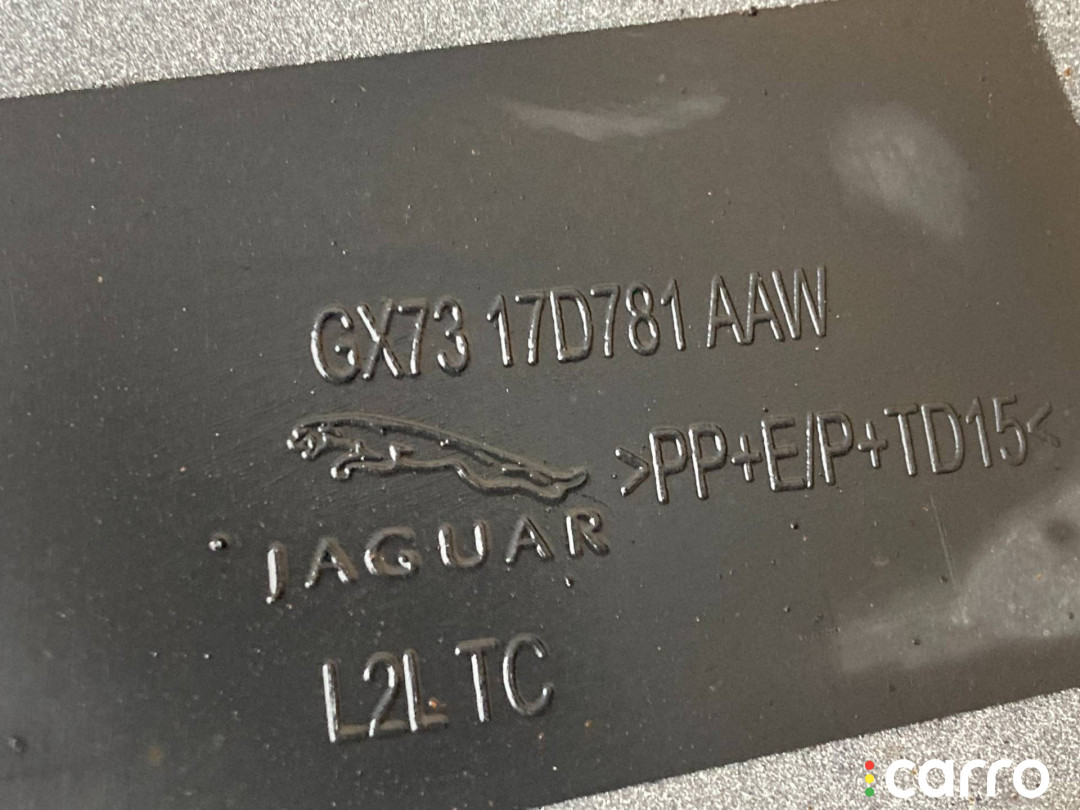 GX73 17D781 AAW
>PP+E/P+TD15<
JAGUAR
L2L TC
carro